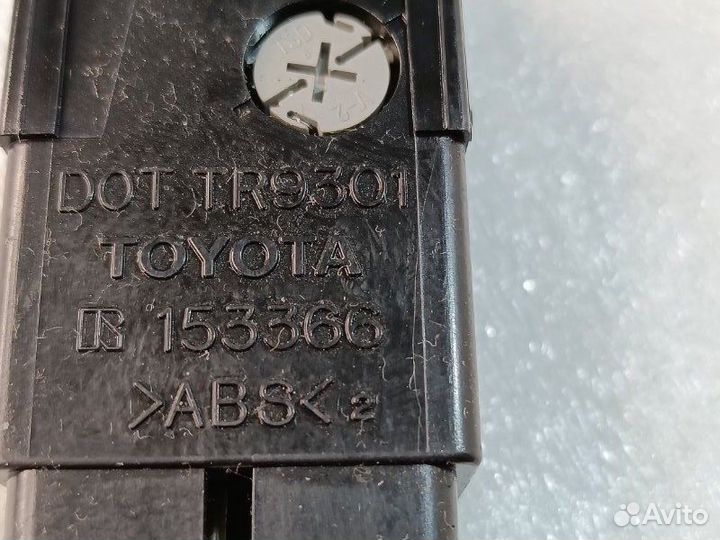 DOT TR9301
TOYOTA
R 153366
>ABS< 2
Avito